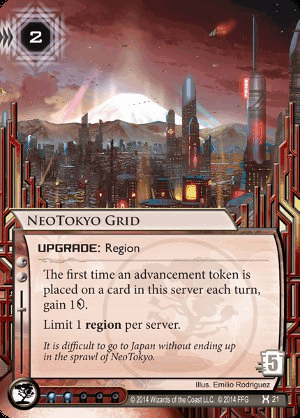 2
NeoTokyo Grid
UPGRADE: Region
The first time an advancement token is
placed on a card in this server each turn,
gain 1.
Limit 1 region per server.
It is difficult to go to Japan without ending up
in the sprawl of NeoTokyo.
5
Illus. Emilio Rodriguez
© 2014 Wizards of the Coast LLC. © 2014 FFG
21